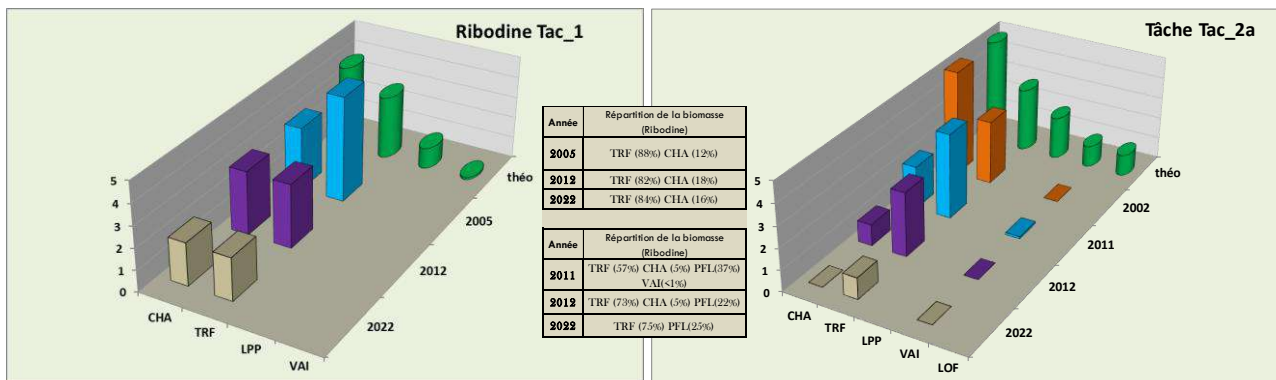 Ribodine Tac_1
5
4
3
2
1
0
CHA
TRF
LPP
VAI
2022
2012
2005
théo
Année Répartition de la biomasse
(Ribodine)
2005 TRF (88%) CHA (12%)
2012 TRF (82%) CHA (18%)
2022 TRF (84%) CHA (16%)
Année Répartition de la biomasse
(Ribodine)
2011 TRF (57%) CHA (5%) PFL(37%)
VAI(<1%)
2012 TRF (73%) CHA (5%) PFL(22%)
2022 TRF (75%) PFL(25%)
Tâche Tac_2a
5
4
3
2
1
0
CHA
TRF
LPP
VAI
LOF
2022
2012
2011
2002
théo